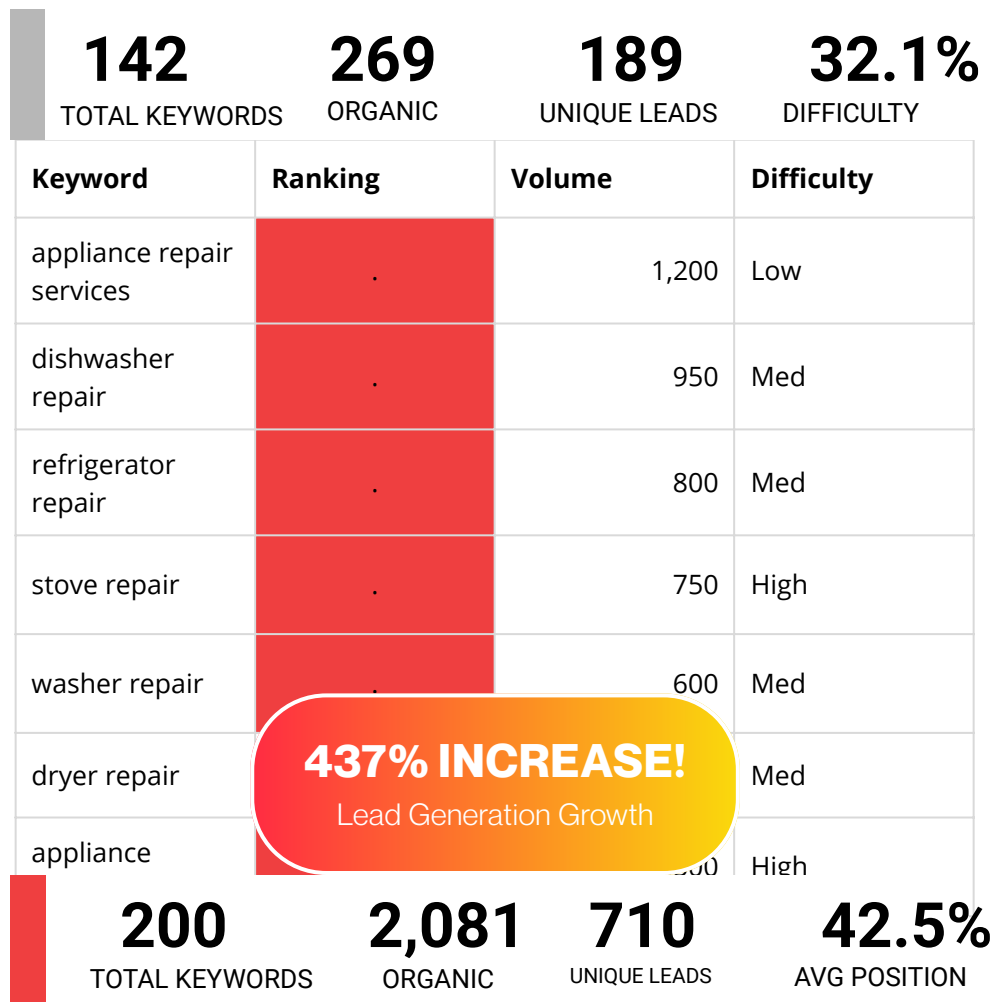 142 269 189 32.1%
TOTAL KEYWORDS ORGANIC UNIQUE LEADS DIFFICULTY
Keyword Ranking Volume Difficulty
appliance repair
services . 1,200 Low
dishwasher
repair . 950 Med
refrigerator
repair . 800 Med
stove repair . 750 High
washer repair . 600 Med
dryer repair Med
437% INCREASE!
Lead Generation Growth
appliance
High
200 2,081 710 42.5%
TOTAL KEYWORDS ORGANIC UNIQUE LEADS AVG POSITION